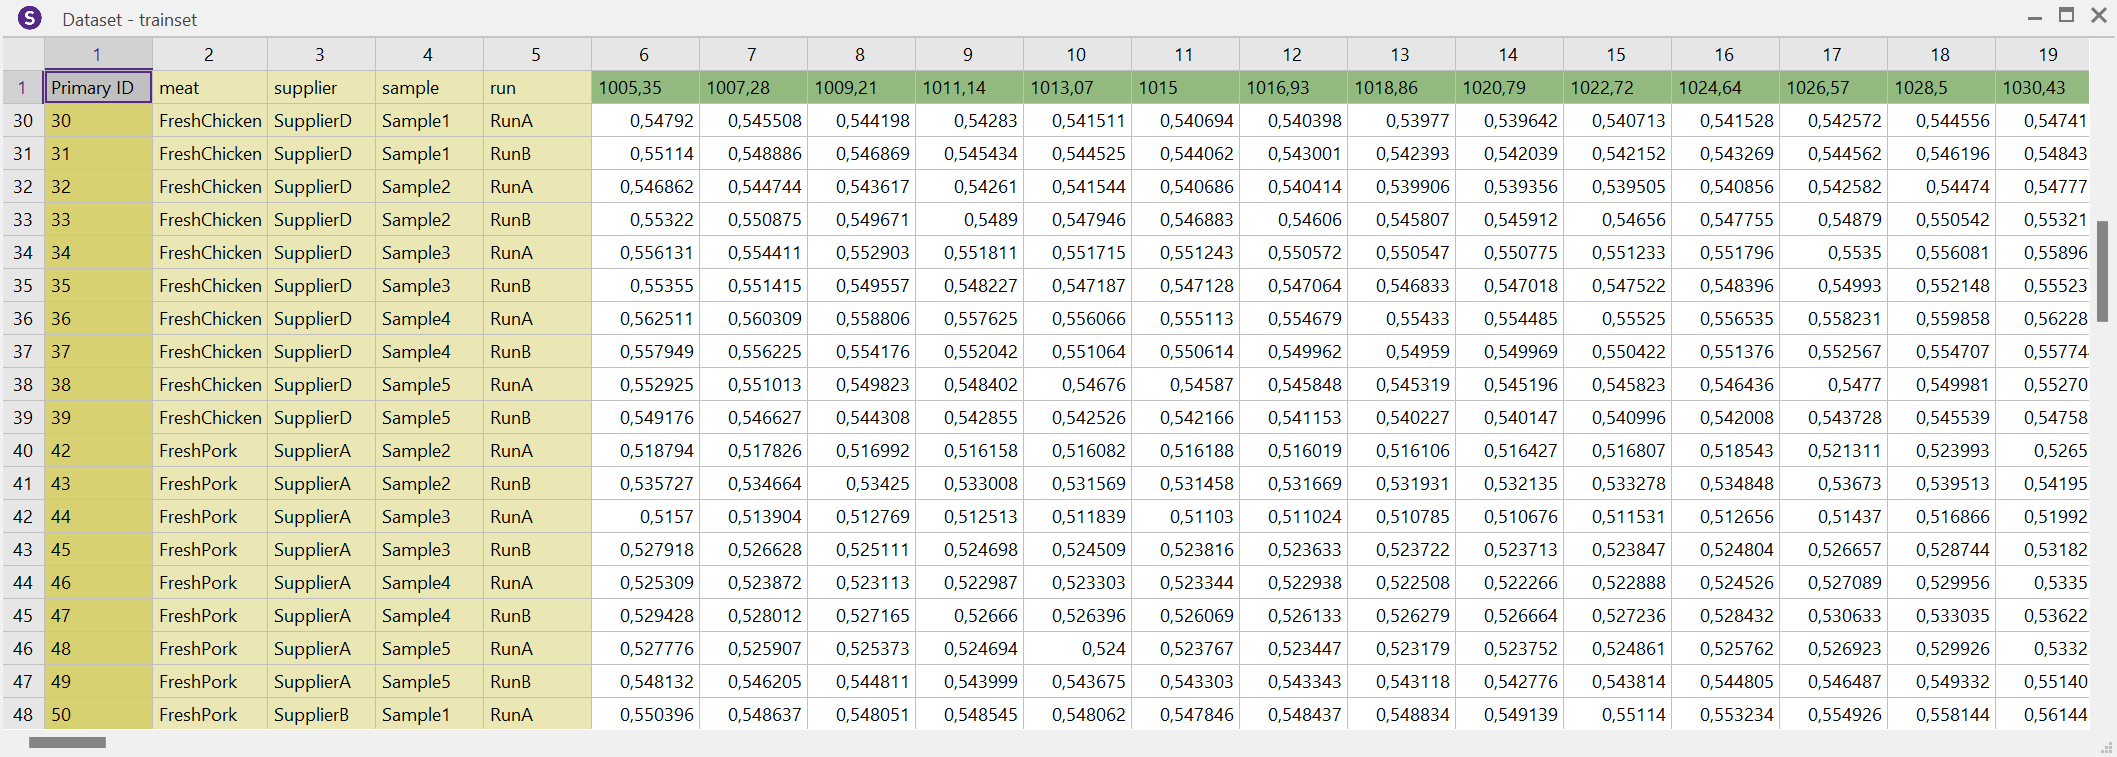 S Dataset - trainset
1 2 3 4 5 6 7 8 9 10 11 12 13 14 15 16 17 18 19
1 Primary ID meat supplier sample run 1005,35 1007,28 1009,21 1011,14 1013,07 1015 1016,93 1018,86 1020,79 1022,72 1024,64 1026,57 1028,5 1030,43
30 30 FreshChicken SupplierD Sample1 RunA 0,54792 0,545508 0,544198 0,54283 0,541511 0,540694 0,540398 0,53977 0,539642 0,540713 0,541528 0,542572 0,544556 0,54741
31 31 FreshChicken SupplierD Sample1 RunB 0,55114 0,548886 0,546869 0,545434 0,544525 0,544062 0,543001 0,542393 0,542039 0,542152 0,543269 0,544562 0,546196 0,54843
32 32 FreshChicken SupplierD Sample2 RunA 0,546862 0,544744 0,543617 0,54261 0,541544 0,540686 0,540414 0,539906 0,539356 0,539505 0,540856 0,542582 0,54474 0,54777
33 33 FreshChicken SupplierD Sample2 RunB 0,55322 0,550875 0,549671 0,5489 0,547946 0,546883 0,54606 0,545807 0,545912 0,54656 0,547755 0,54879 0,550542 0,55321
34 34 FreshChicken SupplierD Sample3 RunA 0,556131 0,554411 0,552903 0,551811 0,551715 0,551243 0,550572 0,550547 0,550775 0,551233 0,551796 0,5535 0,556081 0,55896
35 35 FreshChicken SupplierD Sample3 RunB 0,55355 0,551415 0,549557 0,548227 0,547187 0,547128 0,547064 0,546833 0,547018 0,547522 0,548396 0,54993 0,552148 0,55523
36 36 FreshChicken SupplierD Sample4 RunA 0,562511 0,560309 0,558806 0,557625 0,556066 0,555113 0,554679 0,55433 0,554485 0,55525 0,556535 0,558231 0,559858 0,56228
37 37 FreshChicken SupplierD Sample4 RunB 0,557949 0,556225 0,554176 0,552042 0,551064 0,550614 0,549962 0,54959 0,549969 0,550422 0,551376 0,552567 0,554707 0,55774
38 38 FreshChicken SupplierD Sample5 RunA 0,552925 0,551013 0,549823 0,548402 0,54676 0,54587 0,545848 0,545319 0,545196 0,545823 0,546436 0,5477 0,549981 0,55270
39 39 FreshChicken SupplierD Sample5 RunB 0,549176 0,546627 0,544308 0,542855 0,542526 0,542166 0,541153 0,540227 0,540147 0,540996 0,542008 0,543728 0,545539 0,54758
40 42 FreshPork SupplierA Sample2 RunA 0,518794 0,517826 0,516992 0,516158 0,516082 0,516188 0,516019 0,516106 0,516427 0,516807 0,518543 0,521311 0,523993 0,5265
41 43 FreshPork SupplierA Sample2 RunB 0,535727 0,534664 0,53425 0,533008 0,531569 0,531458 0,531669 0,531931 0,532135 0,533278 0,534848 0,53673 0,539513 0,54195
42 44 FreshPork SupplierA Sample3 RunA 0,5157 0,513904 0,512769 0,512513 0,511839 0,51103 0,511024 0,510785 0,510676 0,511531 0,512656 0,51437 0,516866 0,51992
43 45 FreshPork SupplierA Sample3 RunB 0,527918 0,526628 0,525111 0,524698 0,524509 0,523816 0,523633 0,523722 0,523713 0,523847 0,524804 0,526657 0,528744 0,53182
44 46 FreshPork SupplierA Sample4 RunA 0,525309 0,523872 0,523113 0,522987 0,523303 0,523344 0,522938 0,522508 0,522266 0,522888 0,524526 0,527089 0,529956 0,5335
45 47 FreshPork SupplierA Sample4 RunB 0,529428 0,528012 0,527165 0,52666 0,526396 0,526069 0,526133 0,526279 0,526664 0,527236 0,528432 0,530633 0,533035 0,53622
46 48 FreshPork SupplierA Sample5 RunA 0,527776 0,525907 0,525373 0,524694 0,524 0,523767 0,523447 0,523179 0,523752 0,524861 0,525762 0,526923 0,529926 0,5332
47 49 FreshPork SupplierA Sample5 RunB 0,548132 0,546205 0,544811 0,543999 0,543675 0,543303 0,543343 0,543118 0,542776 0,543814 0,544805 0,546487 0,549332 0,55140
48 50 FreshPork SupplierB Sample1 RunA 0,550396 0,548637 0,548051 0,548545 0,548062 0,547846 0,548437 0,548834 0,549139 0,55114 0,553234 0,554926 0,558144 0,56144